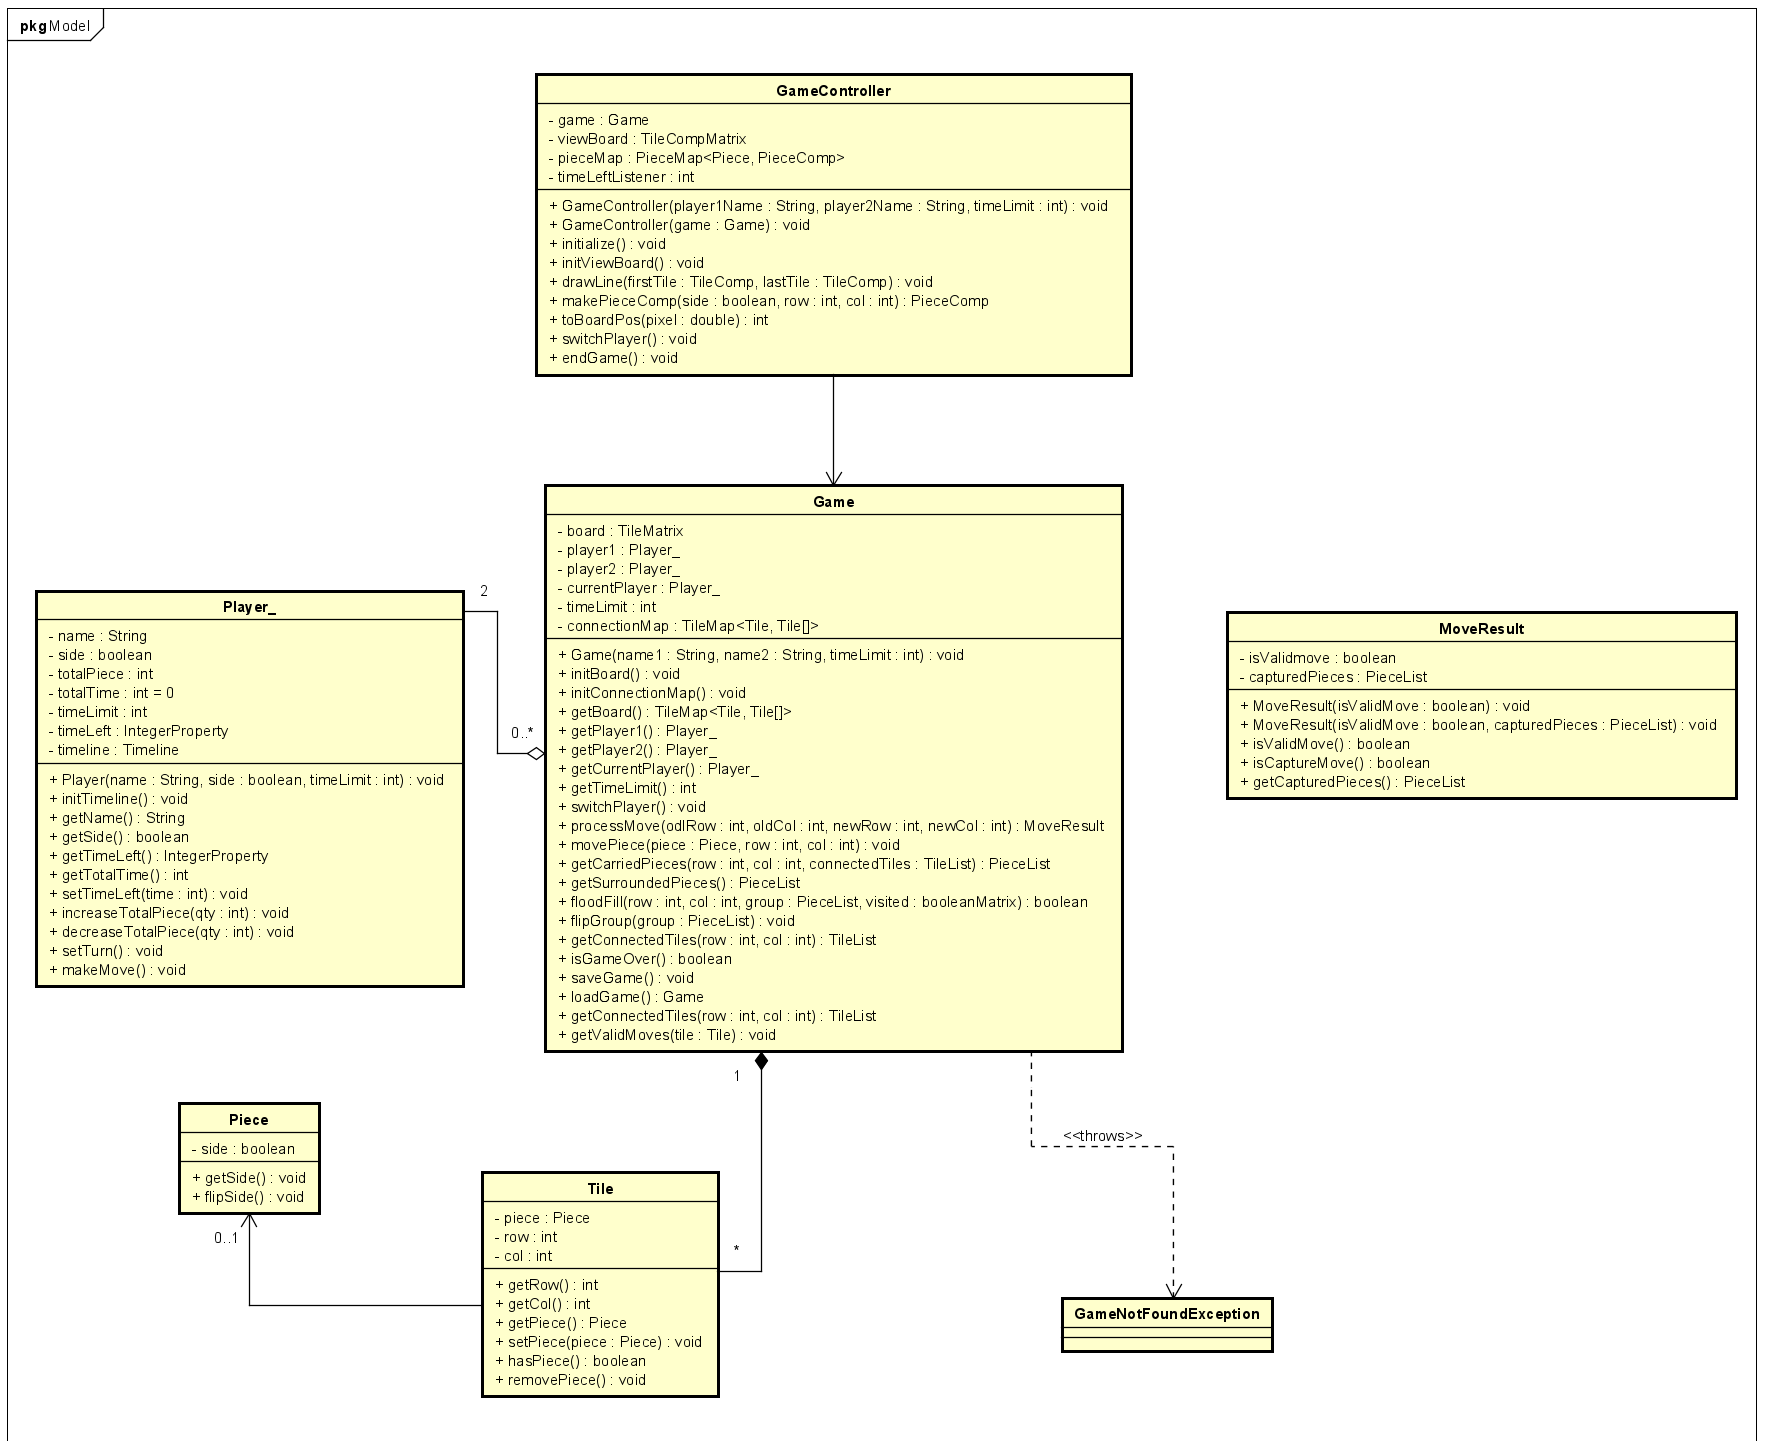 pkg Model
GameController
- game : Game
- viewBoard : TileCompMatrix
- pieceMap : PieceMap<Piece, PieceComp>
- timeLeftListener : int
+ GameController(player1Name : String, player2Name : String, timeLimit : int) : void
+ GameController(game : Game) : void
+ initialize() : void
+ initViewBoard() : void
+ drawLine(firstTile : TileComp, lastTile : TileComp) : void
+ makePieceComp(side : boolean, row : int, col : int) : PieceComp
+ toBoardPos(pixel : double) : int
+ switchPlayer() : void
+ endGame() : void
Game
- board : TileMatrix
- player1 : Player_
- player2 : Player_
- currentPlayer : Player_
- timeLimit : int
- connectionMap : TileMap<Tile, Tile[]>
+ Game(name1 : String, name2 : String, timeLimit : int) : void
+ initBoard() : void
+ initConnectionMap() : void
+ getBoard() : TileMap<Tile, Tile[]>
+ getPlayer1() : Player_
+ getPlayer2() : Player_
+ getCurrentPlayer() : Player_
+ getTimeLimit() : int
+ switchPlayer() : void
+ processMove(odlRow : int, oldCol : int, newRow : int, newCol : int) : MoveResult
+ movePiece(piece : Piece, row : int, col : int) : void
+ getCarriedPieces(row : int, col : int, connectedTiles : TileList) : PieceList
+ getSurroundedPieces() : PieceList
+ floodFill(row : int, col : int, group : PieceList, visited : booleanMatrix) : boolean
+ flipGroup(group : PieceList) : void
+ getConnectedTiles(row : int, col : int) : TileList
+ isGameOver() : boolean
+ saveGame() : void
+ loadGame() : Game
+ getConnectedTiles(row : int, col : int) : TileList
+ getValidMoves(tile : Tile) : void
2
0..*
Player_
- name : String
- side : boolean
- totalPiece : int
- totalTime : int = 0
- timeLimit : int
- timeLeft : IntegerProperty
- timeline : Timeline
+ Player(name : String, side : boolean, timeLimit : int) : void
+ initTimeline() : void
+ getName() : String
+ getSide() : boolean
+ getTimeLeft() : IntegerProperty
+ getTotalTime() : int
+ setTimeLeft(time : int) : void
+ increaseTotalPiece(qty : int) : void
+ decreaseTotalPiece(qty : int) : void
+ setTurn() : void
+ makeMove() : void
MoveResult
- isValidmove : boolean
- capturedPieces : PieceList
+ MoveResult(isValidMove : boolean) : void
+ MoveResult(isValidMove : boolean, capturedPieces : PieceList) : void
+ isValidMove() : boolean
+ isCaptureMove() : boolean
+ getCapturedPieces() : PieceList
1
*
<<throws>>
Piece
- side : boolean
+ getSide() : void
+ flipSide() : void
0..1
Tile
- piece : Piece
- row : int
- col : int
+ getRow() : int
+ getCol() : int
+ getPiece() : Piece
+ setPiece(piece : Piece) : void
+ hasPiece() : boolean
+ removePiece() : void
GameNotFoundException